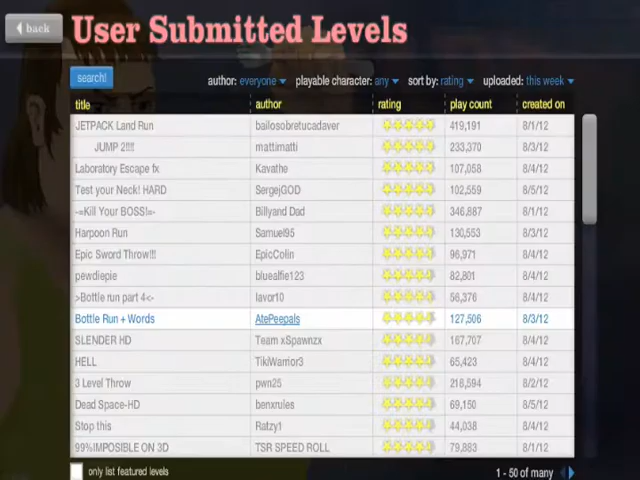 back
User Submitted Levels
search!
author: everyone playable character: any sort by: rating uploaded: this week
title author rating play count created on
JETPACK Land Run bailosobretucadaver 419,191 8/1/12
JUMP 2!!!! mattimatti 233,370 8/3/12
Laboratory Escape fx Kavathe 107,058 8/4/12
Test your Neck! HARD SergejGOD 102,559 8/5/12
-=Kill Your BOSS!=- Billyand Dad 346,887 8/1/12
Harpoon Run Samuel95 130,553 8/3/12
Epic Sword Throw!!! EpicColin 96,971 8/4/12
pewdiepie bluealfie123 82,801 8/4/12
>Bottle run part 4<- lavor10 56,376 8/4/12
Bottle Run + Words AtePeepals 127,506 8/3/12
SLENDER HD Team xSpawnzx 167,707 8/4/12
HELL TikiWarrior3 65,423 8/4/12
3 Level Throw pwn25 218,594 8/2/12
Dead Space-HD benxrules 69,150 8/5/12
Stop this Ratzy1 44,038 8/4/12
99%IMPOSIBLE ON 3D TSR SPEED ROLL 79,883 8/1/12
only list featured levels 1 - 50 of many